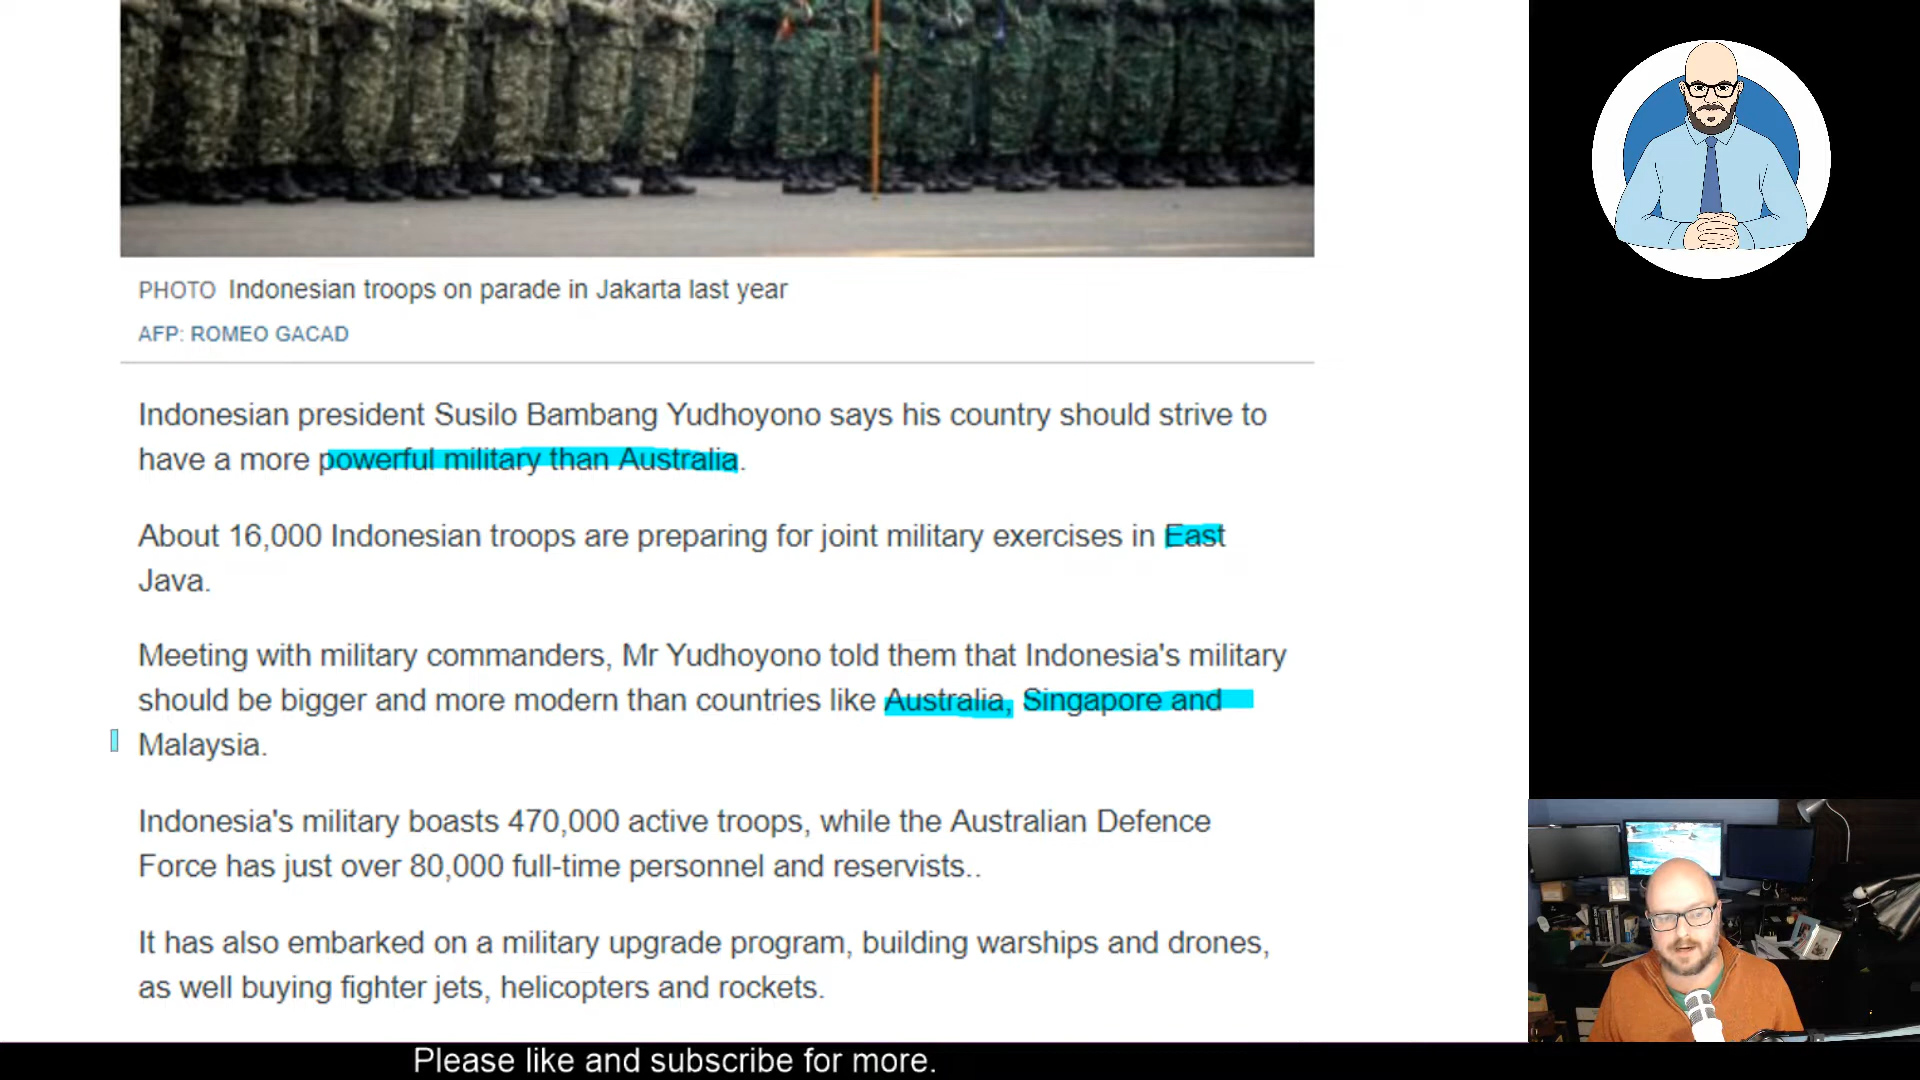 PHOTO Indonesian troops on parade in Jakarta last year
AFP: ROMEO GACAD
Indonesian president Susilo Bambang Yudhoyono says his country should strive to
have a more powerful military than Australia.
About 16,000 Indonesian troops are preparing for joint military exercises in East
Java.
Meeting with military commanders, Mr Yudhoyono told them that Indonesia's military
should be bigger and more modern than countries like Australia, Singapore and
Malaysia.
Indonesia's military boasts 470,000 active troops, while the Australian Defence
Force has just over 80,000 full-time personnel and reservists..
It has also embarked on a military upgrade program, building warships and drones,
as well buying fighter jets, helicopters and rockets.
Please like and subscribe for more.